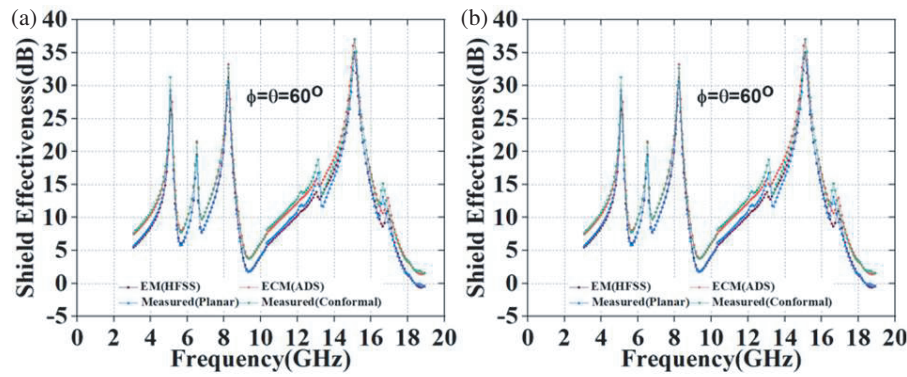 (a)
40
35
30
25
20
15
10
5
0
-5
Shield Effectiveness(dB)
ϕ=θ=60O
EM(HFSS) ECM(ADS)
Measured(Planar) Measured(Conformal)
0 2 4 6 8 10 12 14 16 18 20
Frequency(GHz)
(b)
40
35
30
25
20
15
10
5
0
-5
Shield Effectiveness(dB)
ϕ=θ=60O
EM(HFSS) ECM(ADS)
Measured(Planar) Measured(Conformal)
0 2 4 6 8 10 12 14 16 18 20
Frequency(GHz)